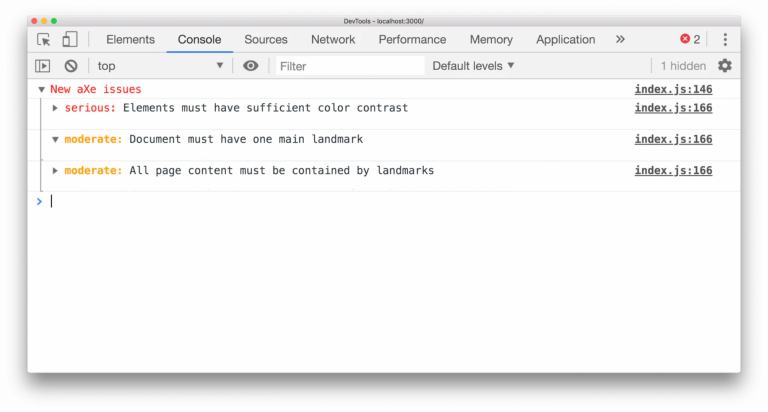 DevTools - localhost:3000/
Elements Console Sources Network Performance Memory Application » 2
top Filter Default levels 1 hidden
New aXe issues index.js:146
serious: Elements must have sufficient color contrast index.js:166
moderate: Document must have one main landmark index.js:166
moderate: All page content must be contained by landmarks index.js:166